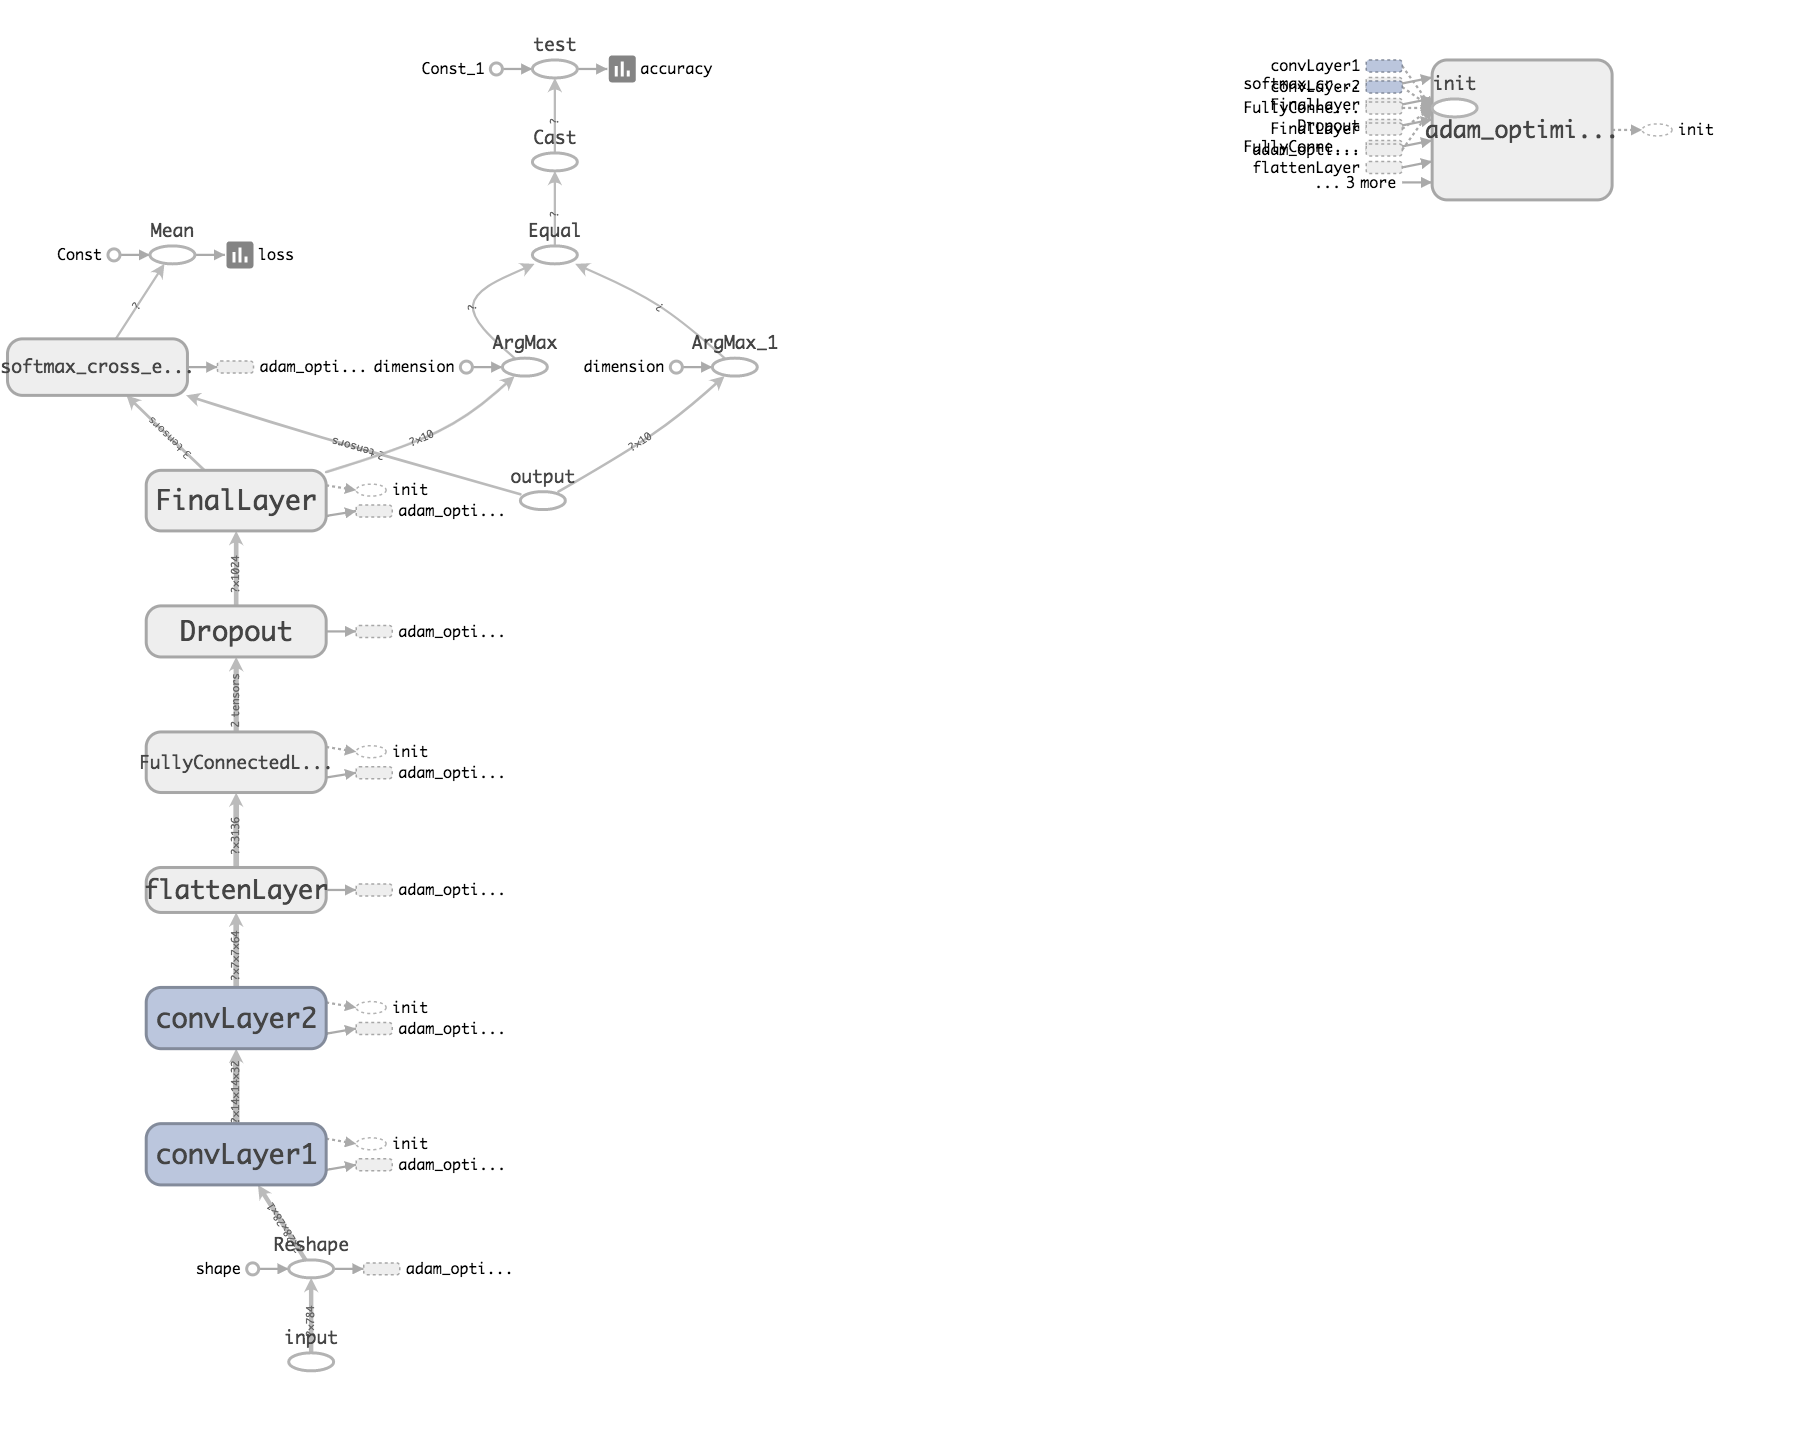 test
Const_1
accuracy
?
Cast
?
Equal
Mean
Const
loss
?
?
?
ArgMax
ArgMax_1
softmax_cross_e...
adam_opti...
dimension
dimension
3 tensors
?x10
2 tensors
?x10
output
FinalLayer
init
adam_opti...
?x1024
Dropout
adam_opti...
2 tensors
FullyConnectedL...
init
adam_opti...
?x3136
flattenLayer
adam_opti...
?x7x7x64
convLayer2
init
adam_opti...
?x14x14x32
convLayer1
init
adam_opti...
?x28x28x1
Reshape
shape
adam_opti...
?x784
input
convLayer1
softmax_cr...
convLayer2
FinalLayer
FullyConne...
Dropout
FinalLayer
FullyConne...
adam_opti...
flattenLayer
... 3 more
init
adam_optimi...
init